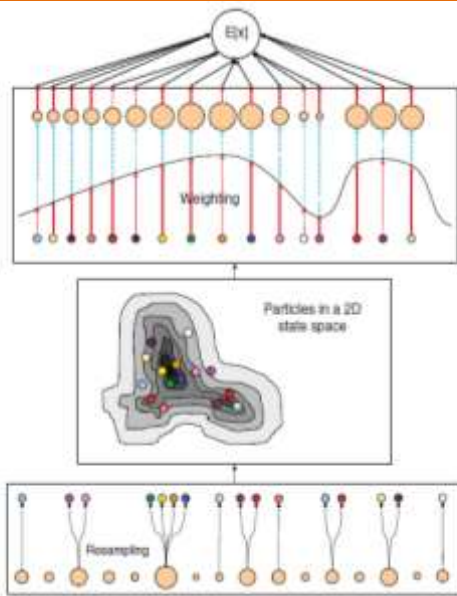 E[x]
Weighting
Particles in a 2D
state space
Resampling